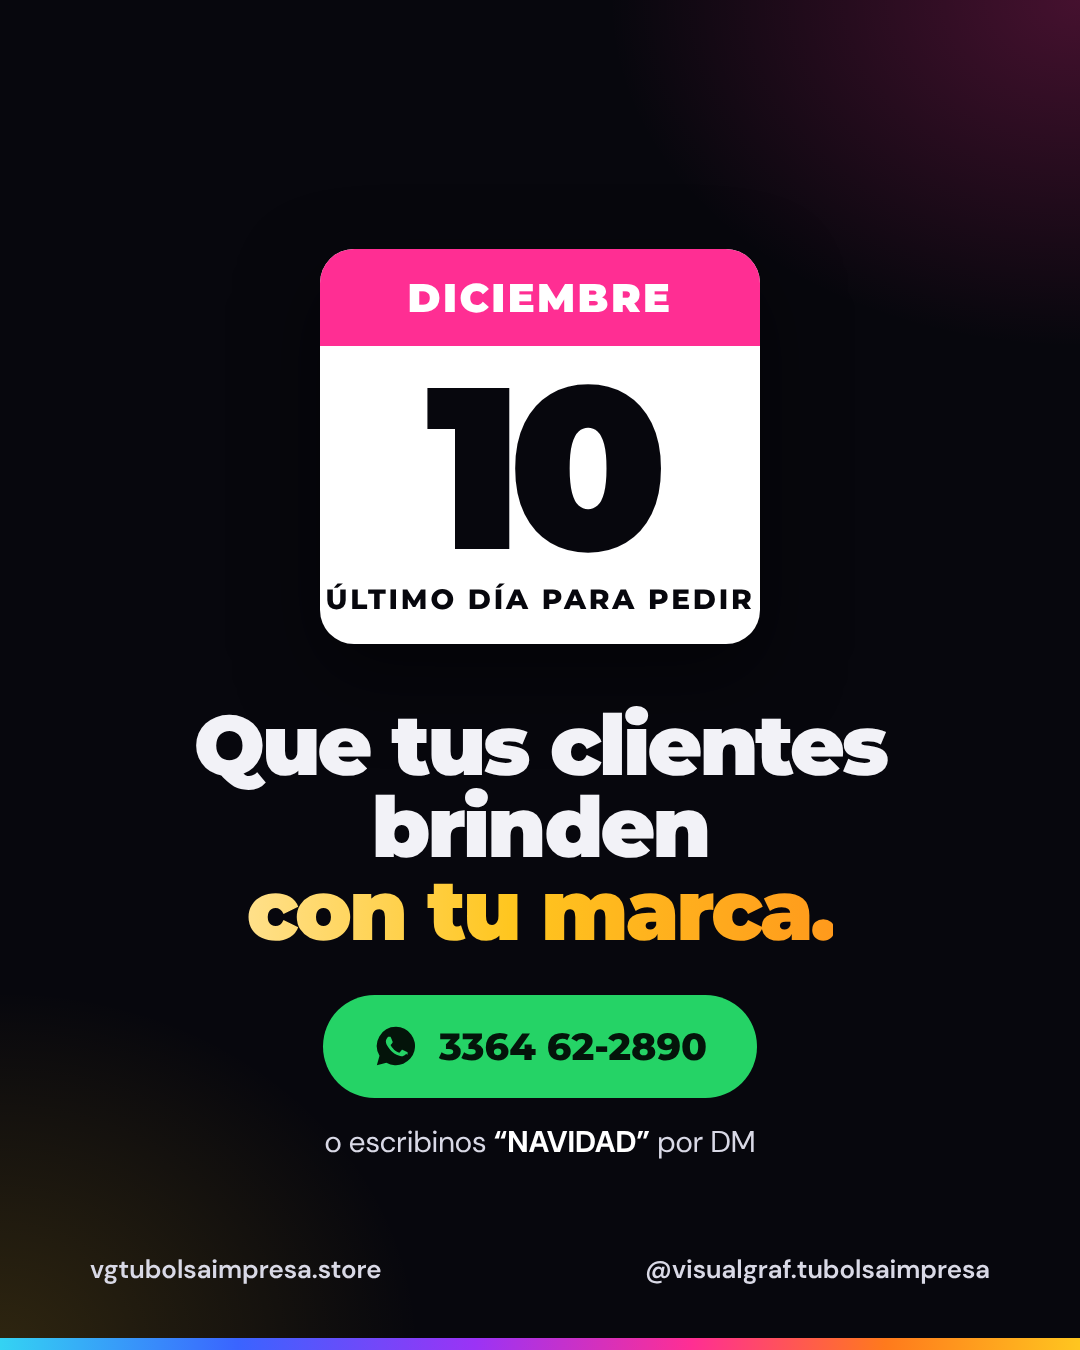 DICIEMBRE
10
ÚLTIMO DÍA PARA PEDIR
Que tus clientes
brinden
con tu marca.
3364 62-2890
o escribinos “NAVIDAD” por DM
vgtubolsaimpresa.store
@visualgraf.tubolsaimpresa